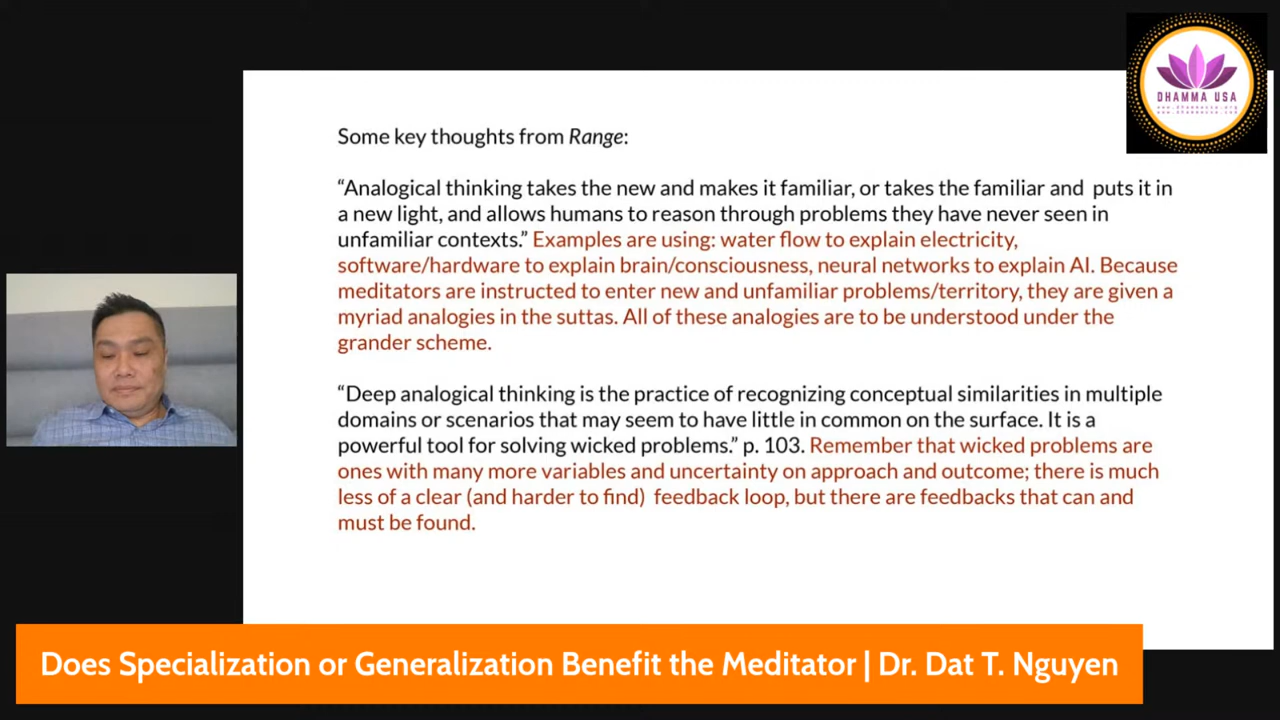 DHAMMA USA
Some key thoughts from Range:
“Analogical thinking takes the new and makes it familiar, or takes the familiar and puts it in
a new light, and allows humans to reason through problems they have never seen in
unfamiliar contexts.” Examples are using: water flow to explain electricity,
software/hardware to explain brain/consciousness, neural networks to explain AI. Because
meditators are instructed to enter new and unfamiliar problems/territory, they are given a
myriad analogies in the suttas. All of these analogies are to be understood under the
grander scheme.
“Deep analogical thinking is the practice of recognizing conceptual similarities in multiple
domains or scenarios that may seem to have little in common on the surface. It is a
powerful tool for solving wicked problems.” p. 103. Remember that wicked problems are
ones with many more variables and uncertainty on approach and outcome; there is much
less of a clear (and harder to find) feedback loop, but there are feedbacks that can and
must be found.
Does Specialization or Generalization Benefit the Meditator | Dr. Dat T. Nguyen